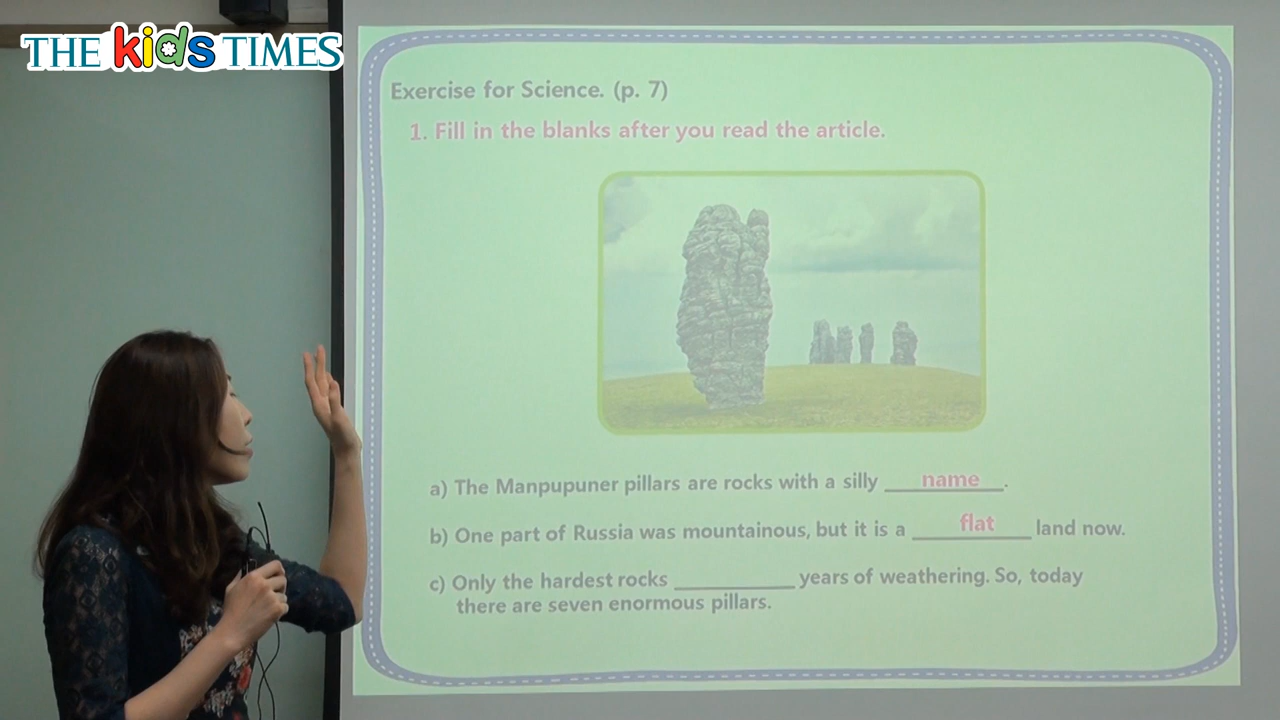 THE kids TIMES
Exercise for Science. (p. 7)
1. Fill in the blanks after you read the article.
a) The Manpupuner pillars are rocks with a silly name.
b) One part of Russia was mountainous, but it is a flat land now.
c) Only the hardest rocks __________ years of weathering. So, today
there are seven enormous pillars.